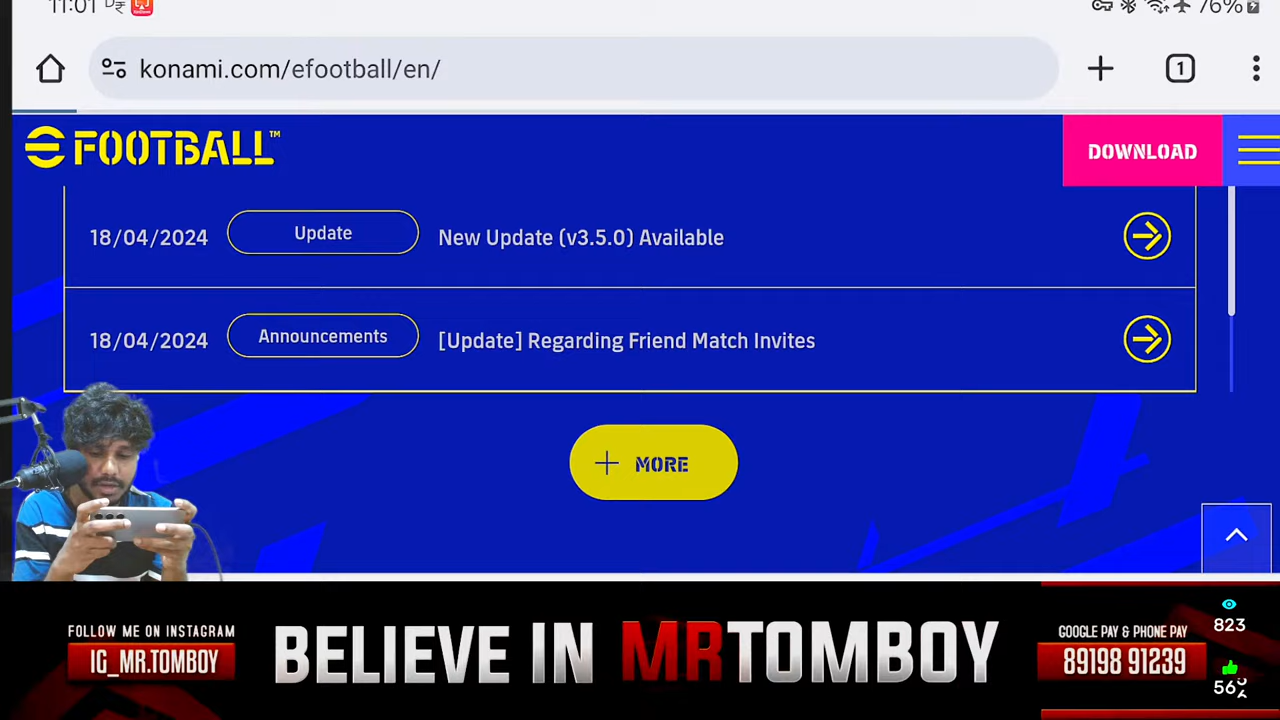 11:01
76%
konami.com/efootball/en/
1
FOOTBALL™
DOWNLOAD
18/04/2024 Update New Update (v3.5.0) Available
18/04/2024 Announcements [Update] Regarding Friend Match Invites
+ MORE
FOLLOW ME ON INSTAGRAM
IG_MR.TOMBOY
BELIEVE IN MRTOMBOY
GOOGLE PAY & PHONE PAY
89198 91239
823